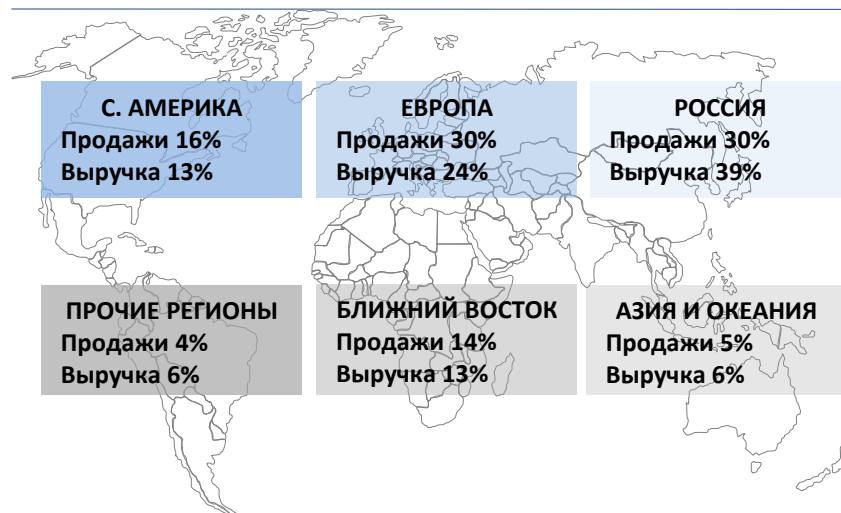 С. АМЕРИКА
Продажи 16%
Выручка 13%
ЕВРОПА
Продажи 30%
Выручка 24%
РОССИЯ
Продажи 30%
Выручка 39%
ПРОЧИЕ РЕГИОНЫ
Продажи 4%
Выручка 6%
БЛИЖНИЙ ВОСТОК
Продажи 14%
Выручка 13%
АЗИЯ И ОКЕАНИЯ
Продажи 5%
Выручка 6%